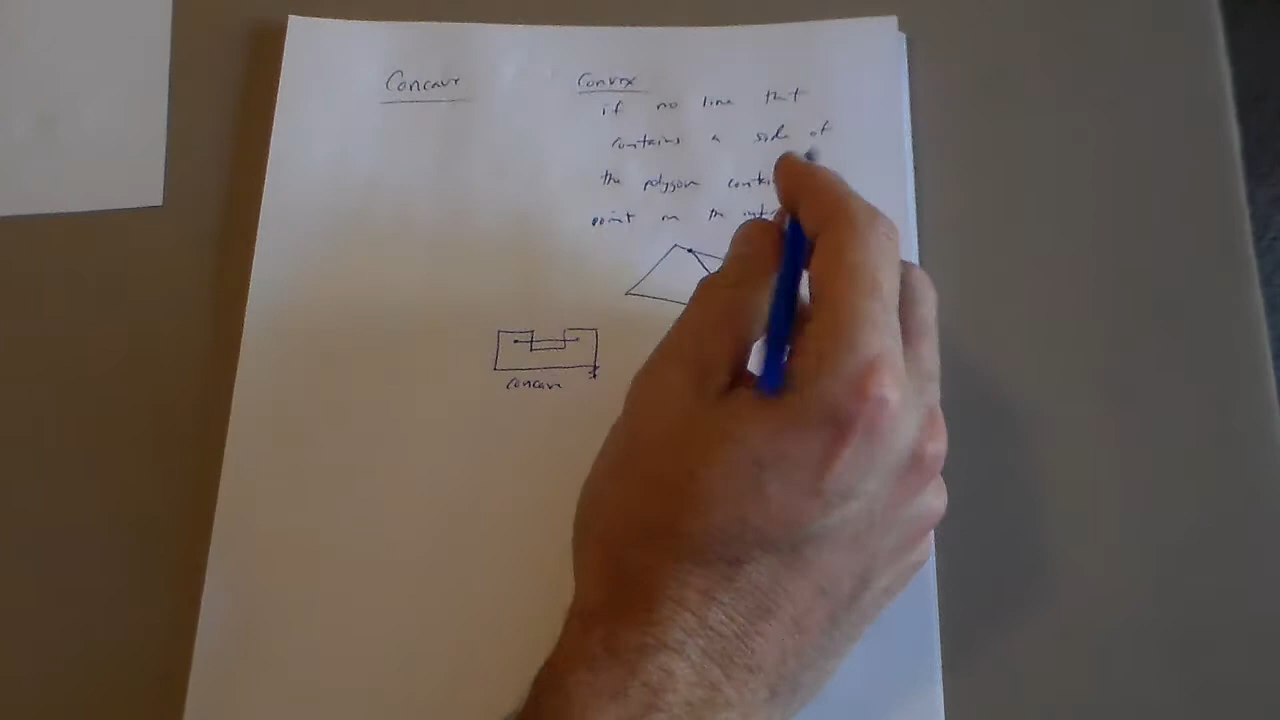 Concave
Convex
if no line that
contains a side of
the polygon
point on the
concave